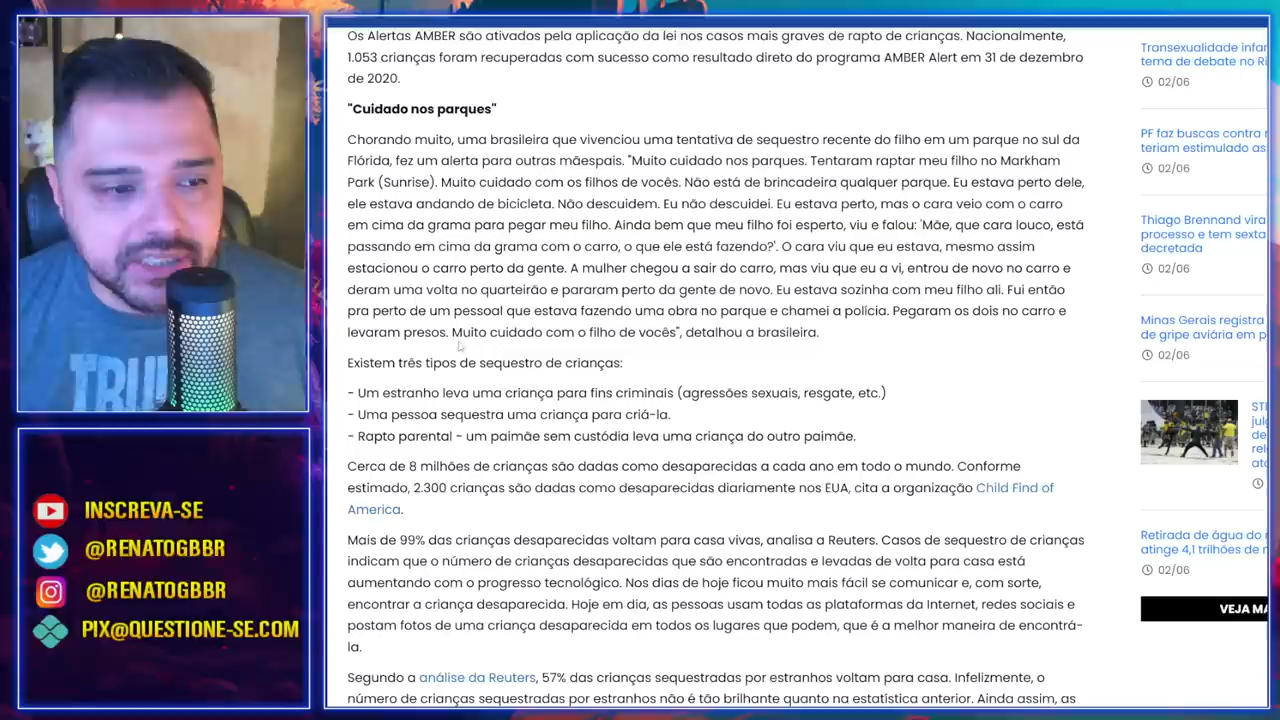 Os Alertas AMBER são ativados pela aplicação da lei nos casos mais graves de rapto de crianças. Nacionalmente,
1.053 crianças foram recuperadas com sucesso como resultado direto do programa AMBER Alert em 31 de dezembro
de 2020.
"Cuidado nos parques"
Chorando muito, uma brasileira que vivenciou uma tentativa de sequestro recente do filho em um parque no sul da
Flórida, fez um alerta para outras mãespais. "Muito cuidado nos parques. Tentaram raptar meu filho no Markham
Park (Sunrise). Muito cuidado com os filhos de vocês. Não está de brincadeira qualquer parque. Eu estava perto dele,
ele estava andando de bicicleta. Não descuidem. Eu não descuidei. Eu estava perto, mas o cara veio com o carro
em cima da grama para pegar meu filho. Ainda bem que meu filho foi esperto, viu e falou: 'Mãe, que cara louco, está
passando em cima da grama com o carro, o que ele está fazendo?'. O cara viu que eu estava, mesmo assim
estacionou o carro perto da gente. A mulher chegou a sair do carro, mas viu que eu a vi, entrou de novo no carro e
deram uma volta no quarteirão e pararam perto da gente de novo. Eu estava sozinha com meu filho ali. Fui então
pra perto de um pessoal que estava fazendo uma obra no parque e chamei a polícia. Pegaram os dois no carro e
levaram presos. Muito cuidado com o filho de vocês", detalhou a brasileira.
Existem três tipos de sequestro de crianças:
- Um estranho leva uma criança para fins criminais (agressões sexuais, resgate, etc.)
- Uma pessoa sequestra uma criança para criá-la.
- Rapto parental - um paimãe sem custódia leva uma criança do outro paimãe.
Cerca de 8 milhões de crianças são dadas como desaparecidas a cada ano em todo o mundo. Conforme
estimado, 2.300 crianças são dadas como desaparecidas diariamente nos EUA, cita a organização Child Find of
America.
Mais de 99% das crianças desaparecidas voltam para casa vivas, analisa a Reuters. Casos de sequestro de crianças
indicam que o número de crianças desaparecidas que são encontradas e levadas de volta para casa está
aumentando com o progresso tecnológico. Nos dias de hoje ficou muito mais fácil se comunicar e, com sorte,
encontrar a criança desaparecida. Hoje em dia, as pessoas usam todas as plataformas da Internet, redes sociais e
postam fotos de uma criança desaparecida em todos os lugares que podem, que é a melhor maneira de encontrá-
la.
Segundo a análise da Reuters, 57% das crianças sequestradas por estranhos voltam para casa. Infelizmente, o
número de crianças sequestradas por estranhos não é tão brilhante quanto na estatística anterior. Ainda assim, as
Transexualidade infan
tema de debate no Ri
02/06
PF faz buscas contra
teriam estimulado as
02/06
Thiago Brennand vira
processo e tem sexta
decretada
02/06
Minas Gerais registra
de gripe aviária em p
02/06
julg
de
rel
Retirada de água do
atinge 4,1 trilhões de
02/06
VEJA MA
TRU
INSCREVA-SE
@RENATOGBBR
@RENATOGBBR
PIX@QUESTIONE-SE.COM